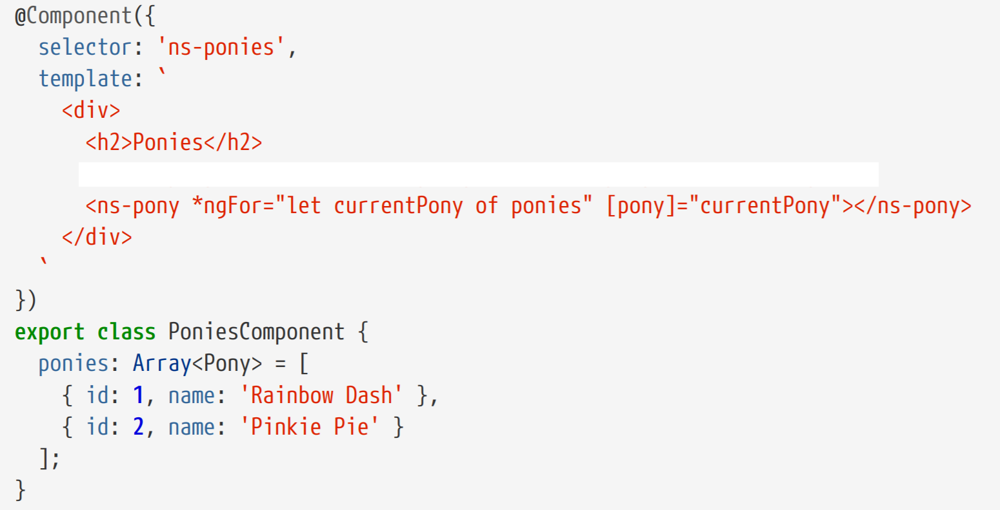 @Component({
  selector: 'ns-ponies',
  template: `
    <div>
      <h2>Ponies</h2>
      <ns-pony *ngFor="let currentPony of ponies" [pony]="currentPony"></ns-pony>
    </div>
  `
})
export class PoniesComponent {
  ponies: Array<Pony> = [
    { id: 1, name: 'Rainbow Dash' },
    { id: 2, name: 'Pinkie Pie' }
  ];
}